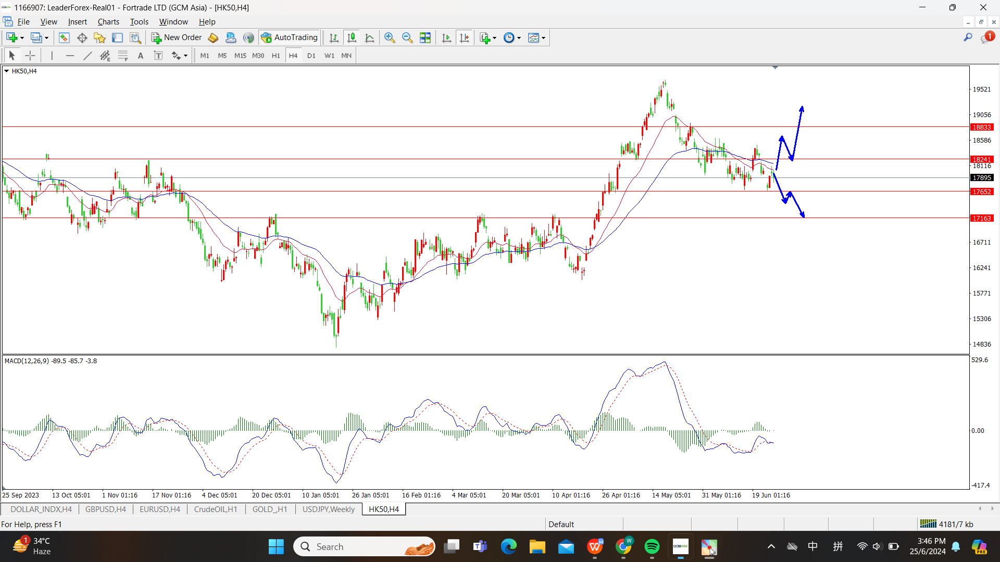 1166907: LeaderForex-Real01 - Fortrade LTD (GCM Asia) - [HK50,H4]
File View Insert Charts Tools Window Help
New Order AutoTrading 1
A T M1 M5 M15 M30 H1 H4 D1 W1 MN
HK50,H4
19521
19056
18833
18586
18241
18116
17895
17652
17163
16711
16241
15771
15306
14836
MACD(12,26,9) -89.5 -85.7 -3.8
529.6
0.00
-417.4
25 Sep 2023 13 Oct 05:01 1 Nov 01:16 17 Nov 01:16 4 Dec 05:01 20 Dec 05:01 10 Jan 05:01 26 Jan 05:01 16 Feb 01:16 4 Mar 05:01 20 Mar 05:01 10 Apr 01:16 26 Apr 01:16 14 May 05:01 31 May 01:16 19 Jun 01:16
DOLLAR_INDX,H4 GBPUSD,H4 EURUSD,H4 CrudeOIL,H1 GOLD_,H1 USDJPY,Weekly HK50,H4
For Help, press F1 Default 4181/7 kb
1 34°C
Haze
Search
W
GCMASIA
中 拼
3:46 PM
25/6/2024
PRE